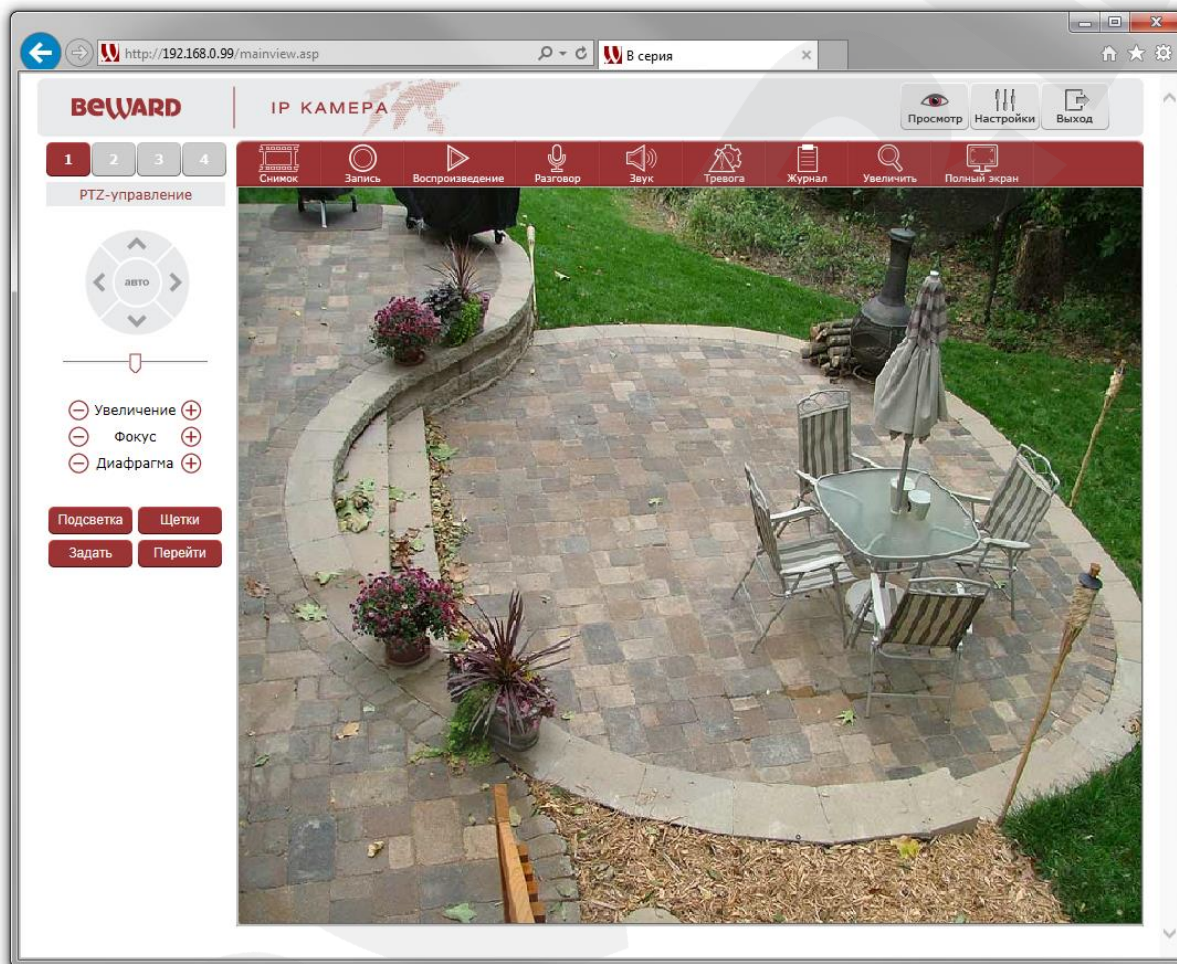 http://192.168.0.99/mainview.asp
В серия
BEWARD
IP КАМЕРА
Просмотр
Настройки
Выход
1 2 3 4
Снимок
Запись
Воспроизведение
Разговор
Звук
Тревога
Журнал
Увеличить
Полный экран
PTZ-управление
авто
Увеличение
Фокус
Диафрагма
Подсветка
Щетки
Задать
Перейти